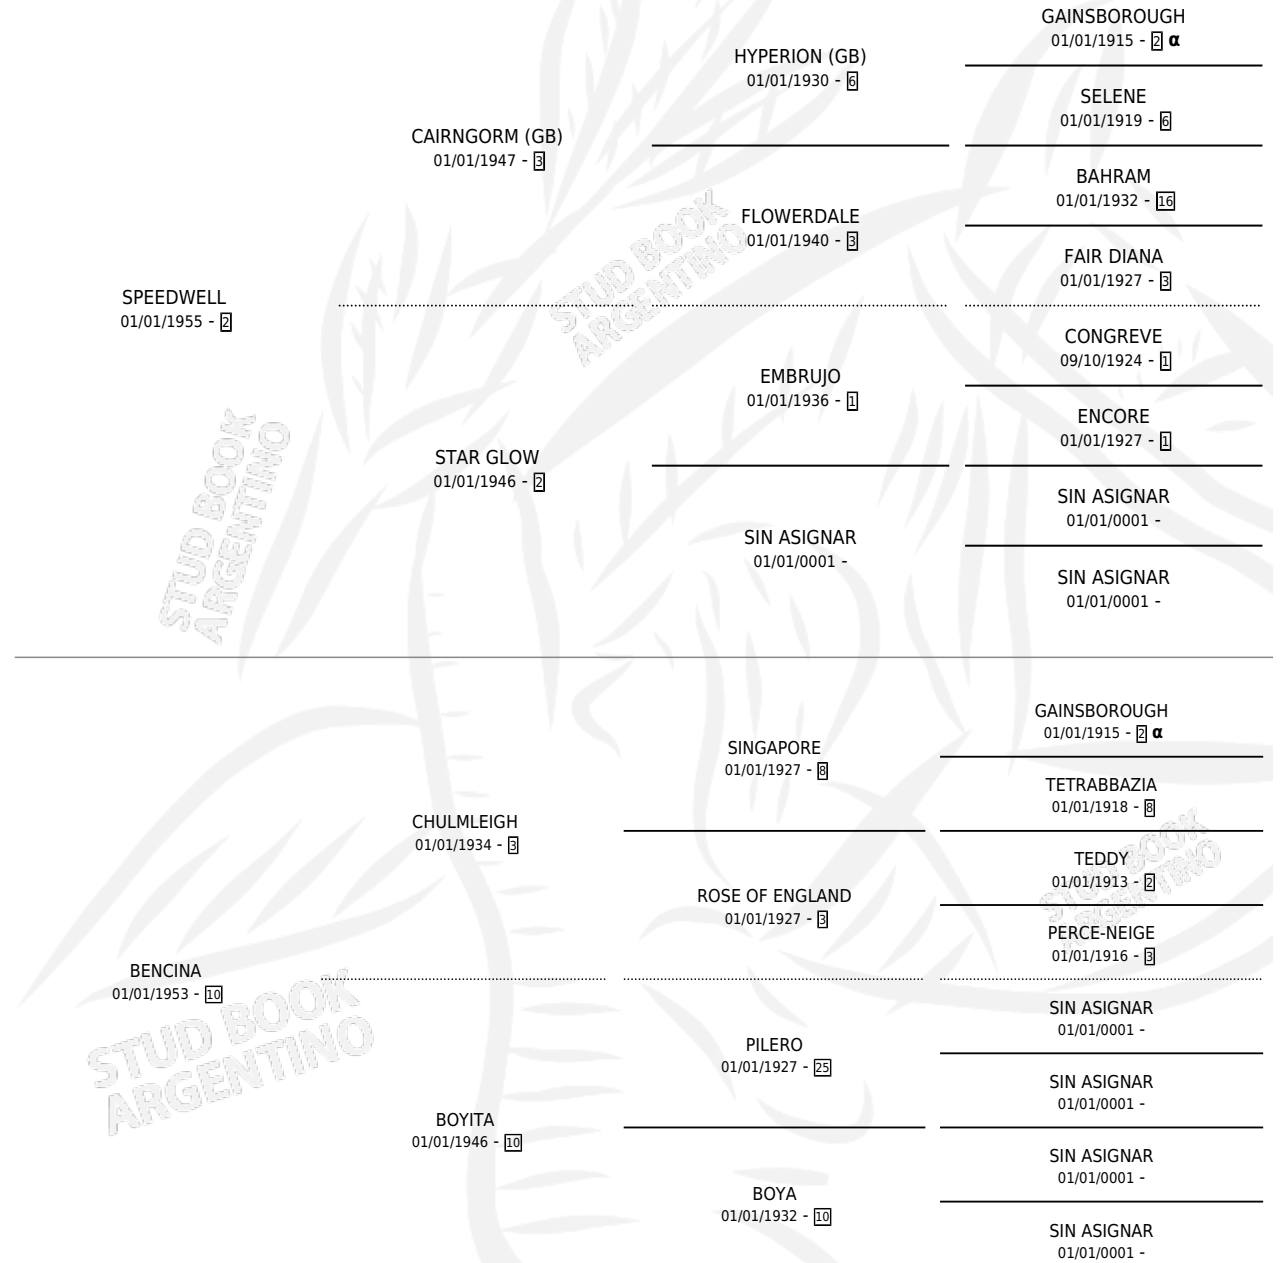 GAINSBOROUGH
01/01/1915 - 2 α
HYPERION (GB)
01/01/1930 - 6
SELENE
01/01/1919 - 6
CAIRNGORM (GB)
01/01/1947 - 3
BAHRAM
01/01/1932 - 16
FLOWERDALE
01/01/1940 - 3
FAIR DIANA
01/01/1927 - 3
SPEEDWELL
01/01/1955 - 2
CONGREVE
09/10/1924 - 1
EMBRUJO
01/01/1936 - 1
ENCORE
01/01/1927 - 1
STAR GLOW
01/01/1946 - 2
SIN ASIGNAR
01/01/0001 -
SIN ASIGNAR
01/01/0001 -
SIN ASIGNAR
01/01/0001 -
STUD BOOK
ARGENTINO
STUD BOOK
ARGENTINO
GAINSBOROUGH
01/01/1915 - 2 α
SINGAPORE
01/01/1927 - 8
TETRABBAZIA
01/01/1918 - 8
CHULMLEIGH
01/01/1934 - 3
TEDDY
01/01/1913 - 2
ROSE OF ENGLAND
01/01/1927 - 3
PERCE-NEIGE
01/01/1916 - 3
BENCINA
01/01/1953 - 10
SIN ASIGNAR
01/01/0001 -
PILERO
01/01/1927 - 25
SIN ASIGNAR
01/01/0001 -
BOYITA
01/01/1946 - 10
SIN ASIGNAR
01/01/0001 -
BOYA
01/01/1932 - 10
SIN ASIGNAR
01/01/0001 -
STUD BOOK
ARGENTINO
STUD BOOK
ARGENTINO